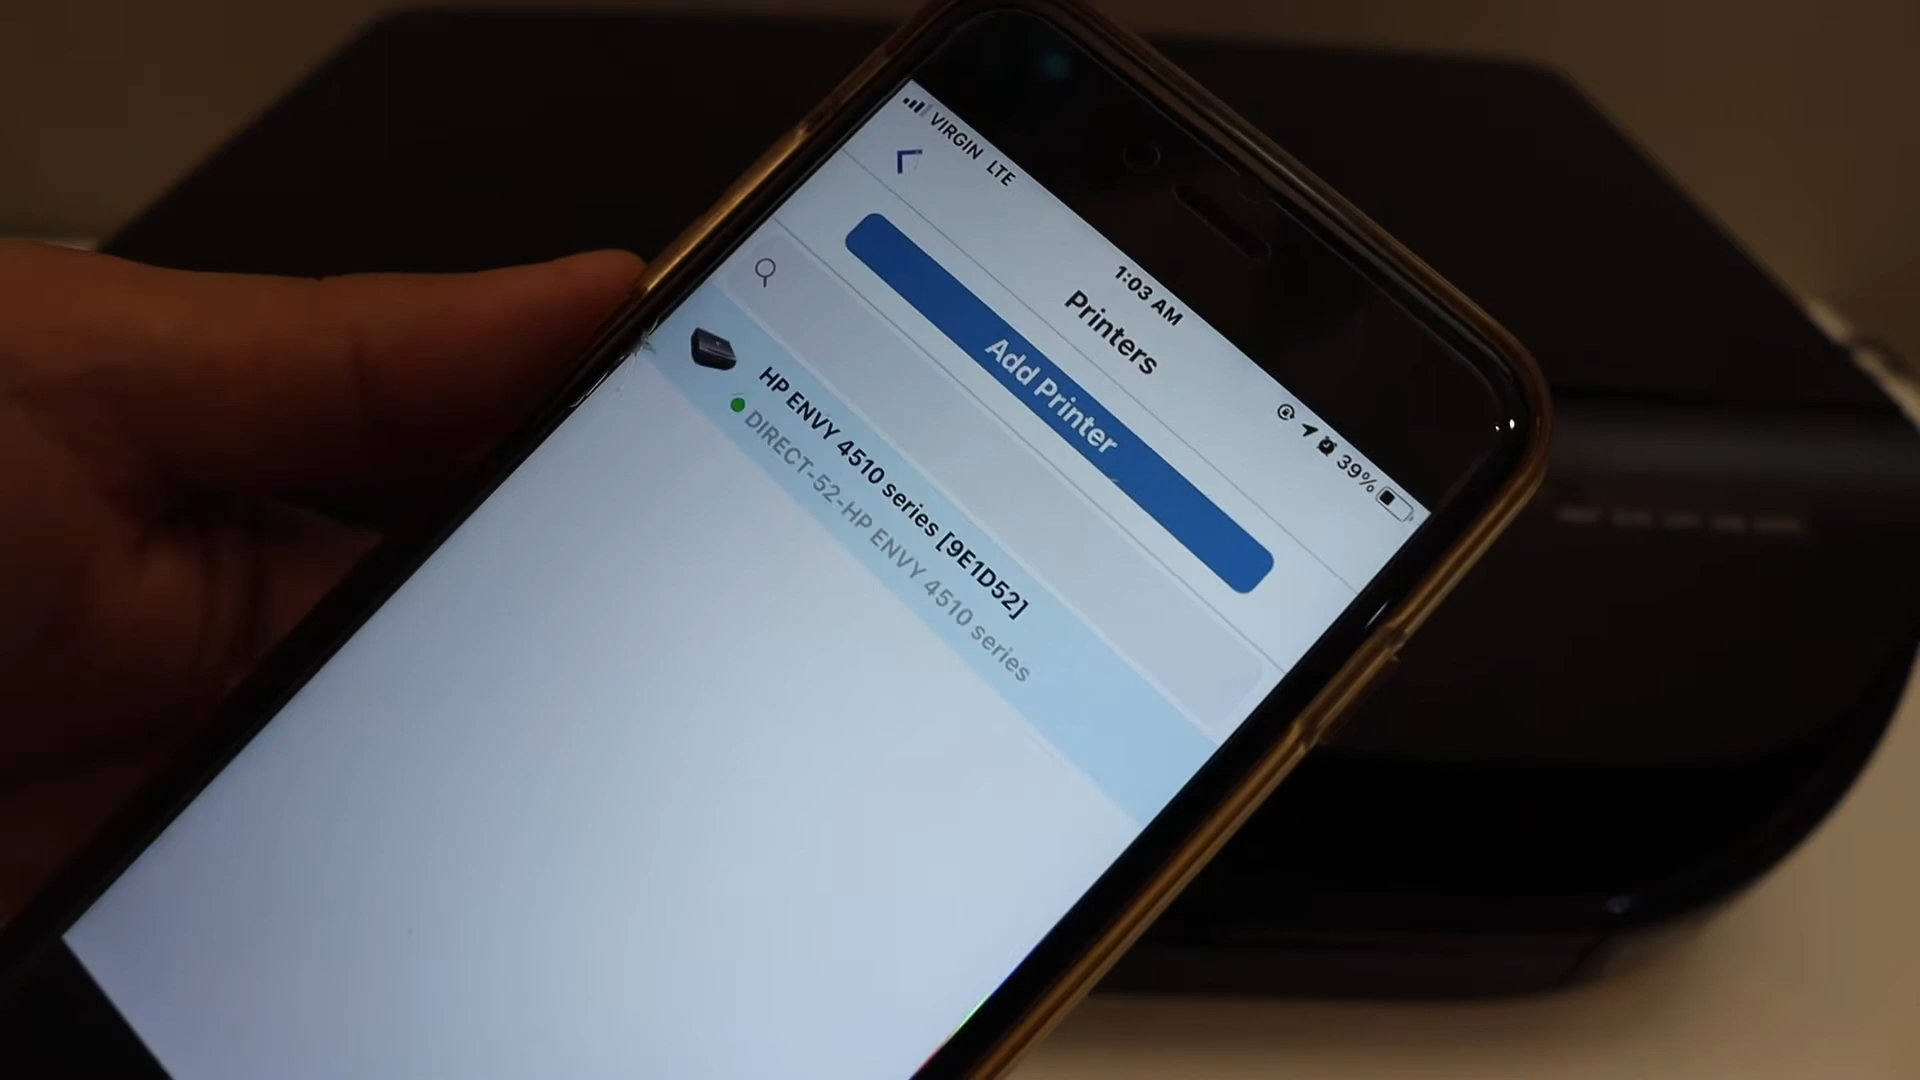 VIRGIN LTE
1:03 AM
39%
Printers
Add Printer
HP ENVY 4510 series [9E1D52]
DIRECT-52-HP ENVY 4510 series